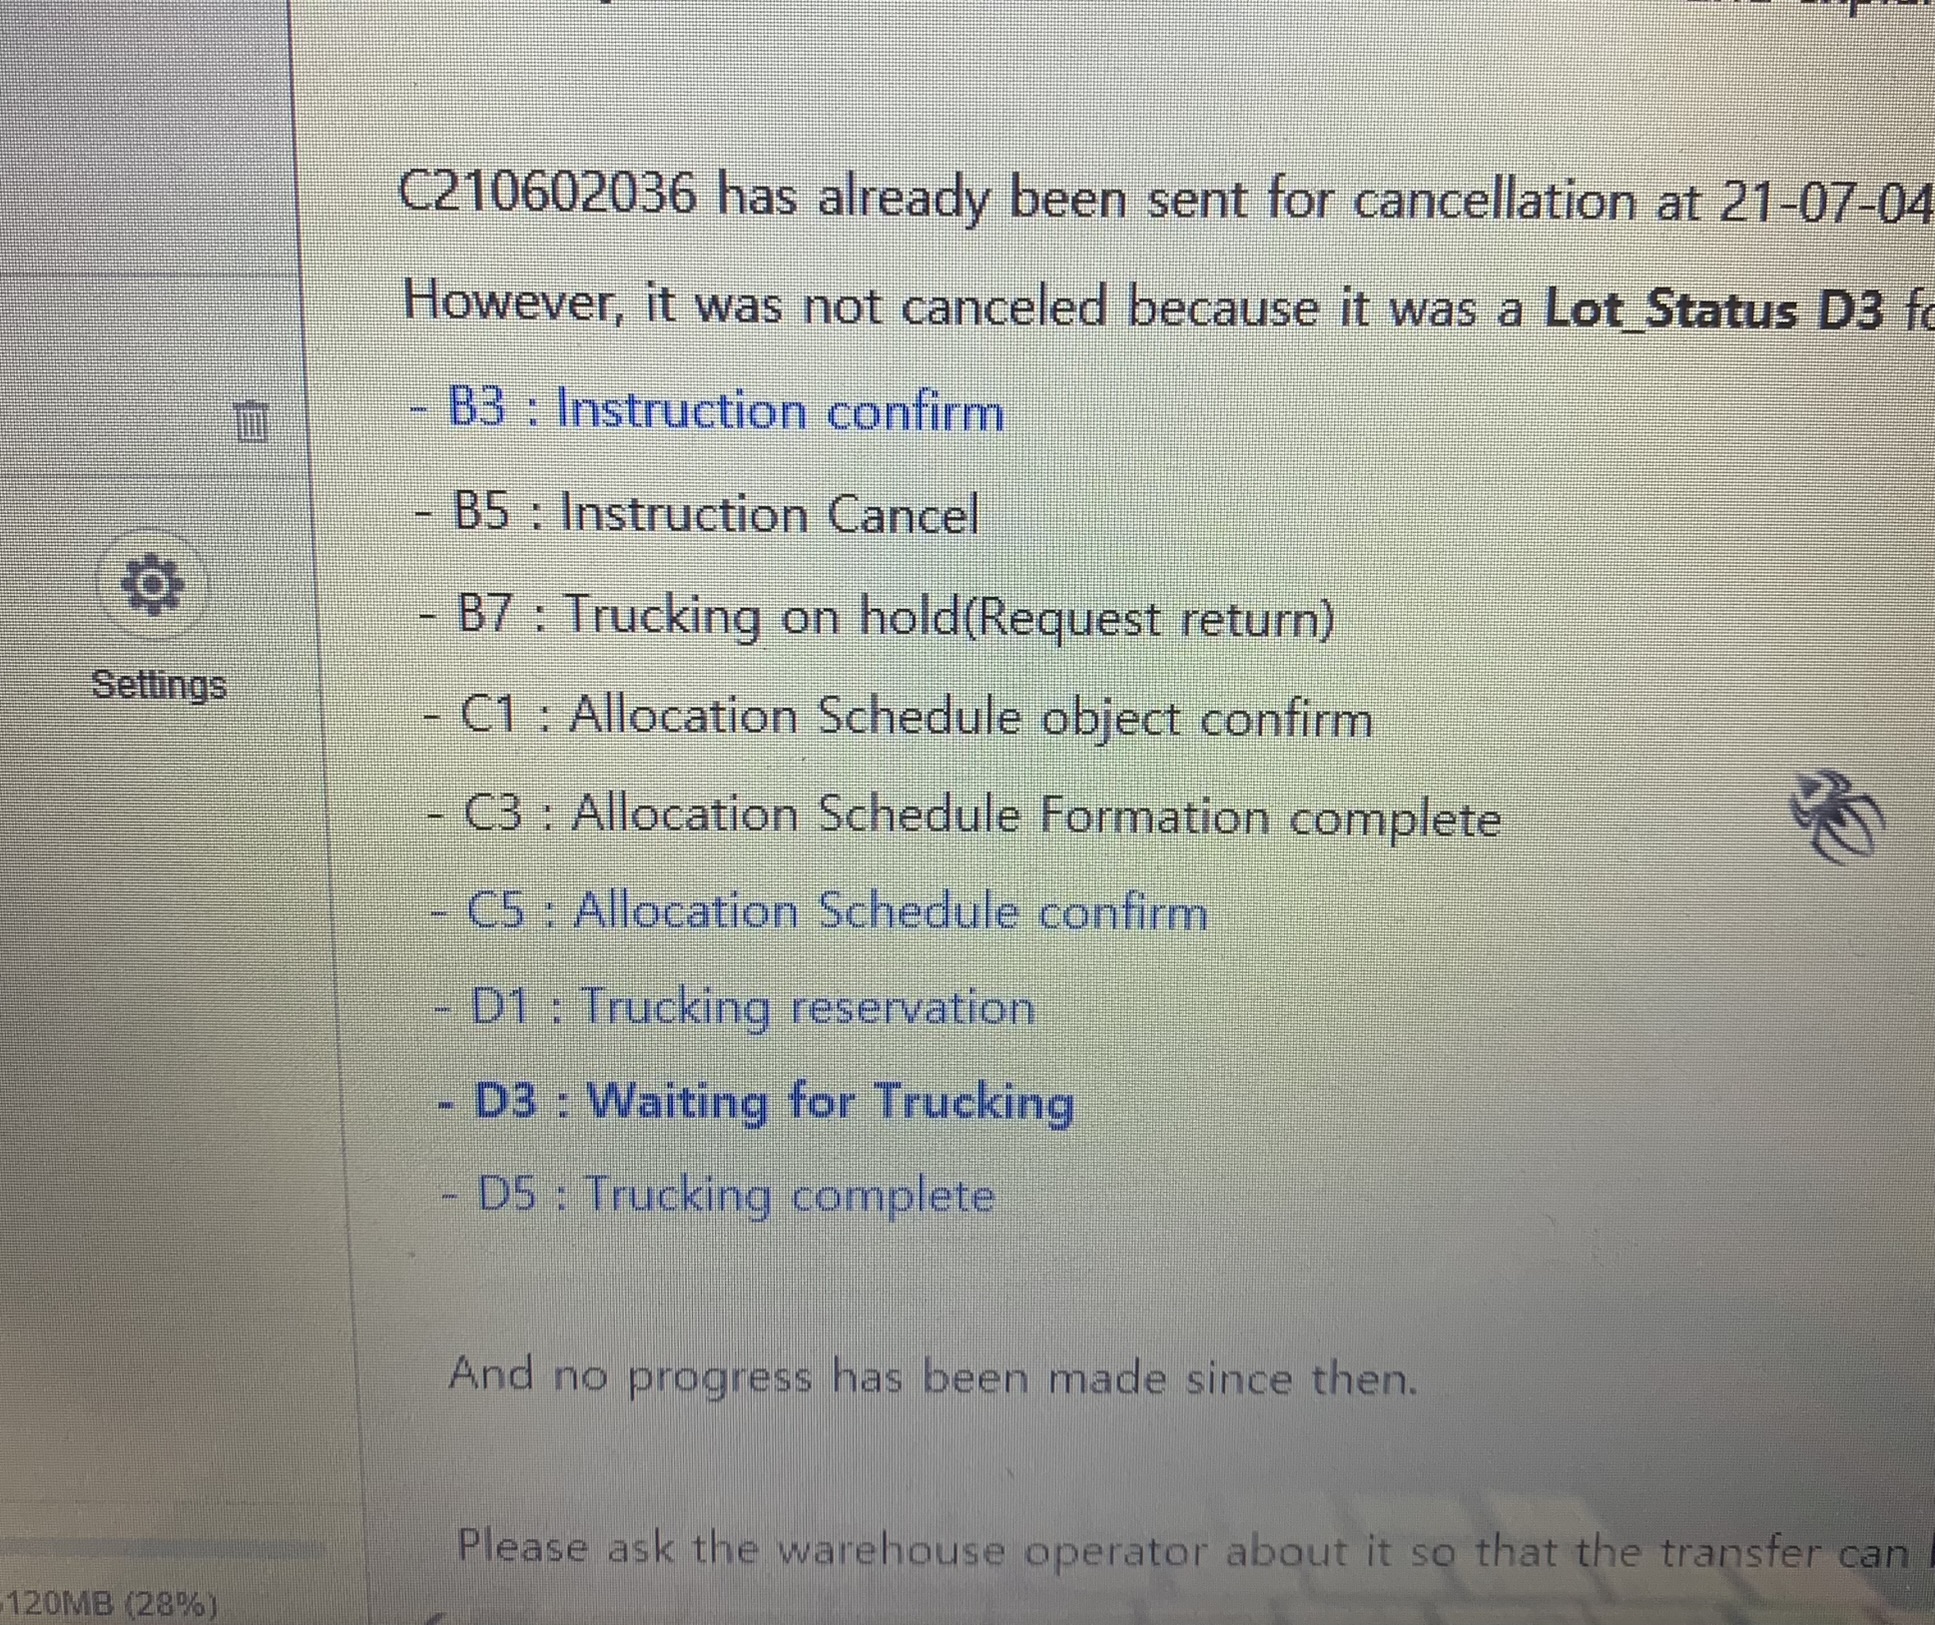 C210602036 has already been sent for cancellation at 21-07-04
However, it was not canceled because it was a Lot_Status D3
- B3 : Instruction confirm
- B5 : Instruction Cancel
- B7 : Trucking on hold(Request return)
- C1 : Allocation Schedule object confirm
- C3 : Allocation Schedule Formation complete
- C5 : Allocation Schedule confirm
- D1 : Trucking reservation
- D3 : Waiting for Trucking
- D5 : Trucking complete
And no progress has been made since then.
Please ask the warehouse operator about it so that the transfer can
Settings
120MB (28%)